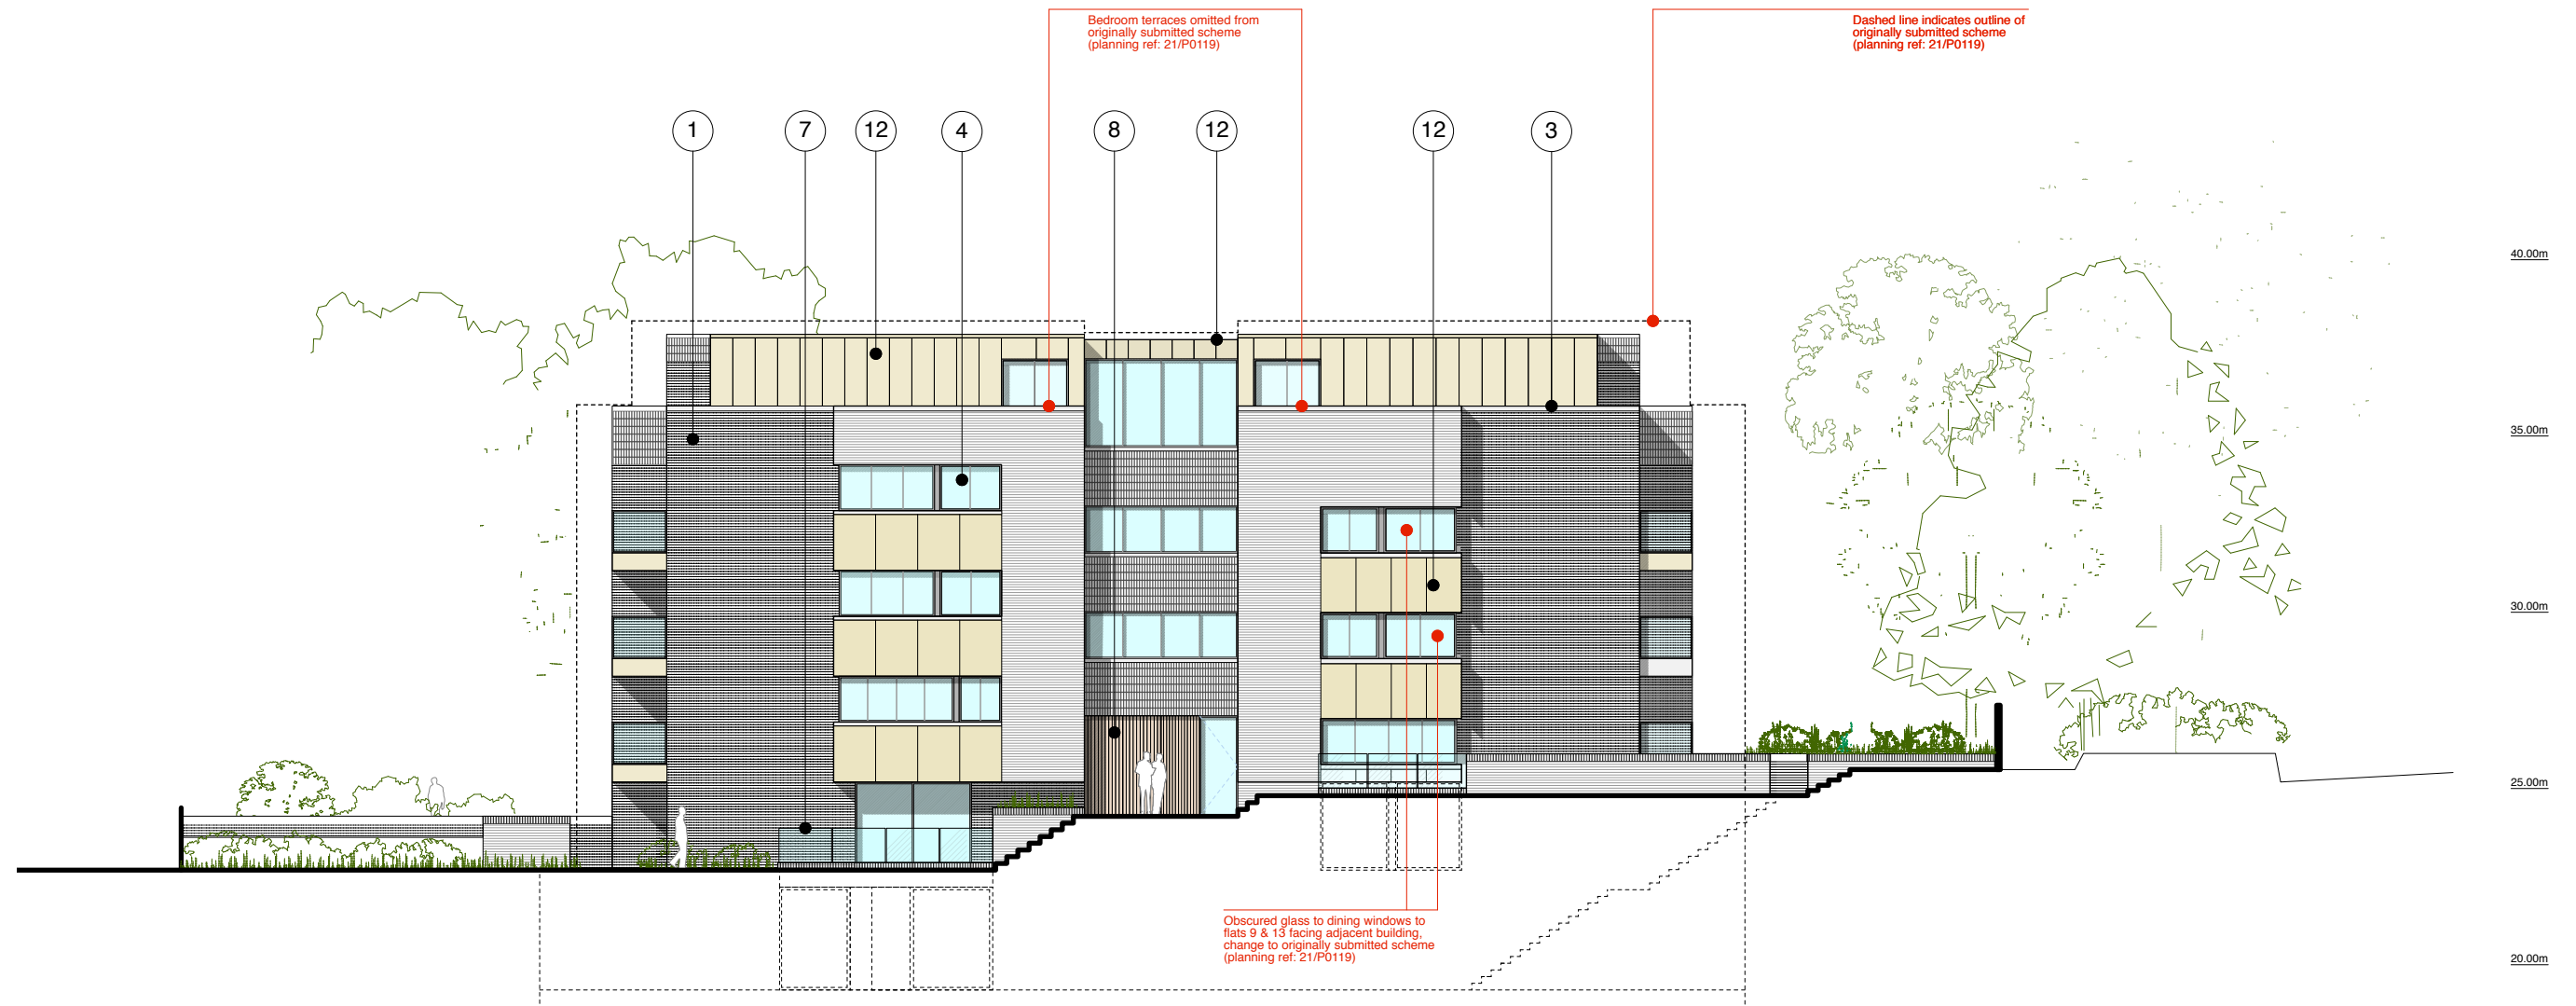 Bedroom terraces omitted from
originally submitted scheme
(planning ref: 21/P0119)
Dashed line indicates outline of
originally submitted scheme
(planning ref: 21/P0119)
1
7
12
4
8
12
12
3
40.00m
35.00m
30.00m
25.00m
20.00m
Obscured glass to dining windows to
flats 9 & 13 facing adjacent building,
change to originally submitted scheme
(planning ref: 21/P0119)